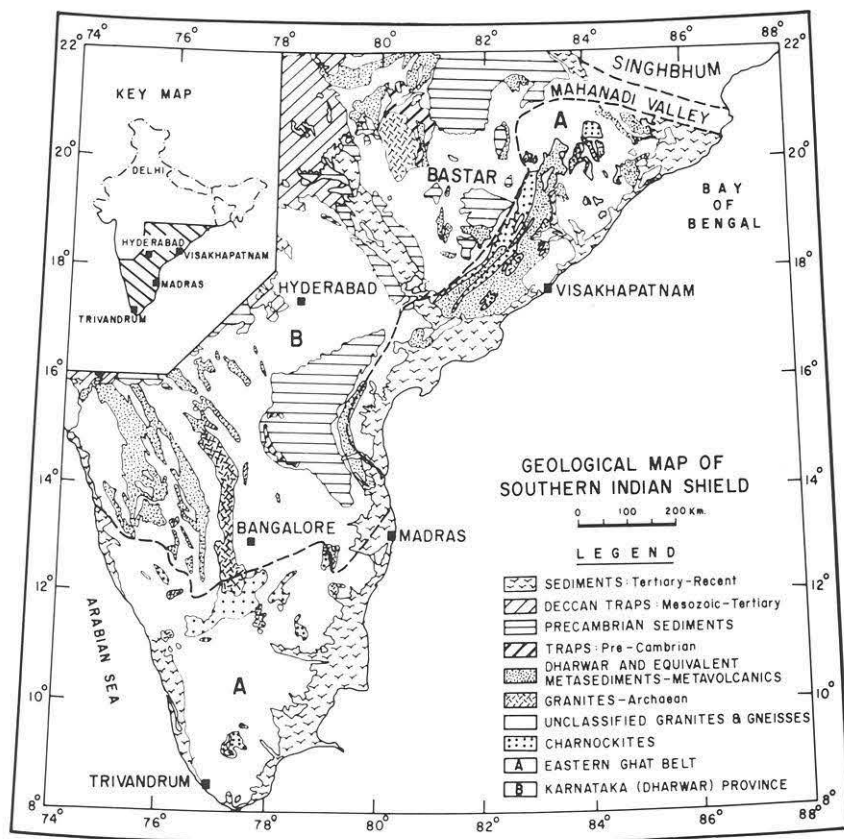 74° 76° 78° 80° 82° 84° 86° 88°
22° 22°
KEY MAP
DELHI
HYDERABAD
VISAKHAPATNAM
MADRAS
TRIVANDRUM
SINGHBHUM
MAHANADI VALLEY
A
BASTAR
20° 20°
BAY
OF
BENGAL
18° 18°
HYDERABAD
VISAKHAPATNAM
B
16° 16°
14° 14°
BANGALORE
MADRAS
12° 12°
ARABIAN SEA
10° 10°
A
TRIVANDRUM
8° 8°
74° 76° 78° 80° 82° 84° 86° 88°
GEOLOGICAL MAP OF
SOUTHERN INDIAN SHIELD
0 100 200 Km.
LEGEND
SEDIMENTS: Tertiary-Recent
DECCAN TRAPS: Mesozoic-Tertiary
PRECAMBRIAN SEDIMENTS
TRAPS: Pre-Cambrian
DHARWAR AND EQUIVALENT
METASEDIMENTS-METAVOLCANICS
GRANITES-Archaean
UNCLASSIFIED GRANITES & GNEISSES
CHARNOCKITES
A EASTERN GHAT BELT
B KARNATAKA (DHARWAR) PROVINCE